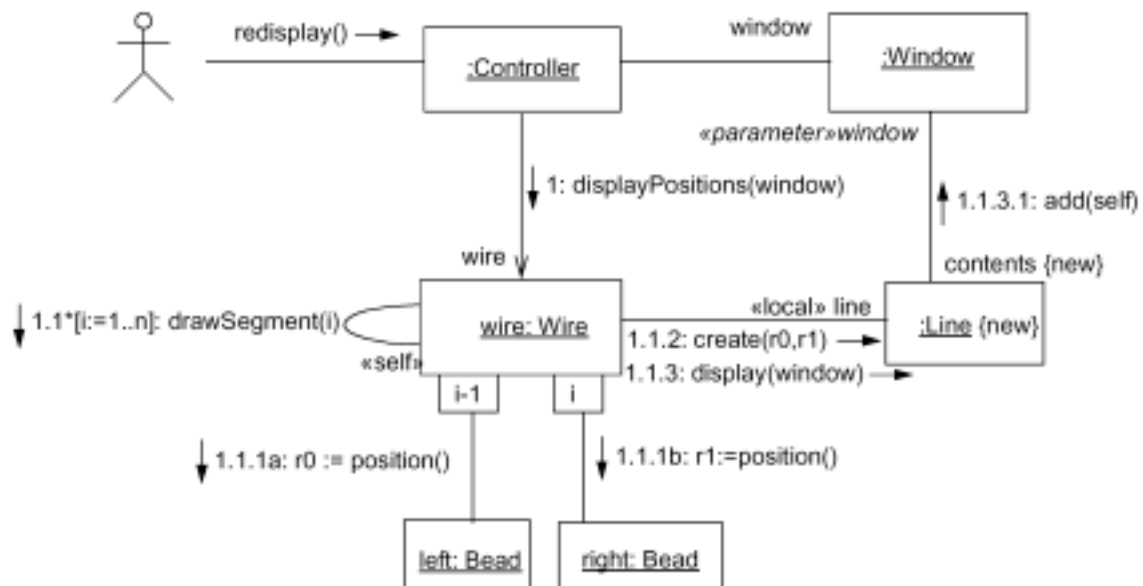 redisplay()
:Controller
window
:Window
«parameter»window
1: displayPositions(window)
1.1.3.1: add(self)
wire
contents {new}
1.1*[i:=1..n]: drawSegment(i)
«self»
wire: Wire
«local» line
:Line {new}
1.1.2: create(r0,r1)
1.1.3: display(window)
i-1
i
1.1.1a: r0 := position()
1.1.1b: r1:=position()
left: Bead
right: Bead